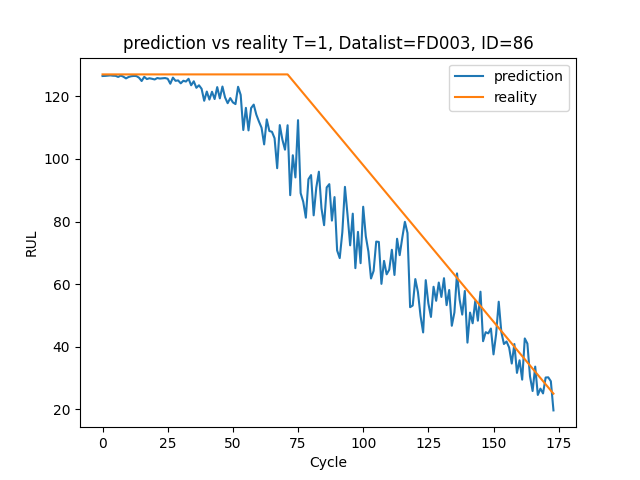 prediction vs reality T=1, Datalist=FD003, ID=86
prediction
reality
RUL
120
100
80
60
40
20
0 25 50 75 100 125 150 175
Cycle